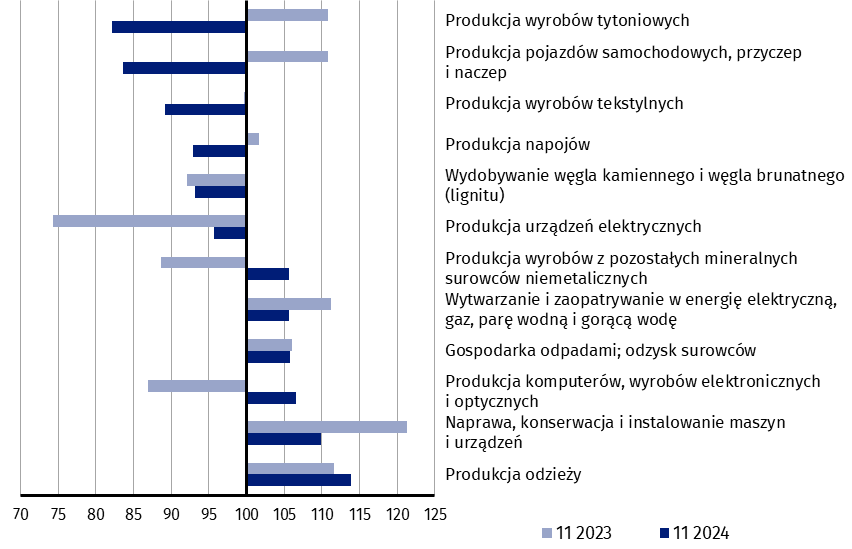 Produkcja wyrobów tytoniowych
Produkcja pojazdów samochodowych, przyczep
i naczep
Produkcja wyrobów tekstylnych
Produkcja napojów
Wydobywanie węgla kamiennego i węgla brunatnego
(lignitu)
Produkcja urządzeń elektrycznych
Produkcja wyrobów z pozostałych mineralnych
surowców niemetalicznych
Wytwarzanie i zaopatrywanie w energię elektryczną,
gaz, parę wodną i gorącą wodę
Gospodarka odpadami; odzysk surowców
Produkcja komputerów, wyrobów elektronicznych
i optycznych
Naprawa, konserwacja i instalowanie maszyn
i urządzeń
Produkcja odzieży
70 75 80 85 90 95 100 105 110 115 120 125
11 2023 11 2024